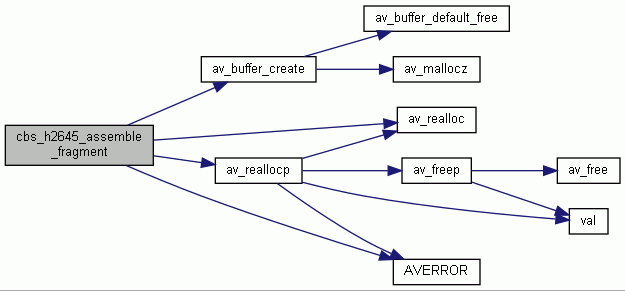 av_buffer_default_free
av_buffer_create
av_mallocz
cbs_h2645_assemble
_fragment
av_realloc
av_reallocp
av_freep
av_free
val
AVERROR